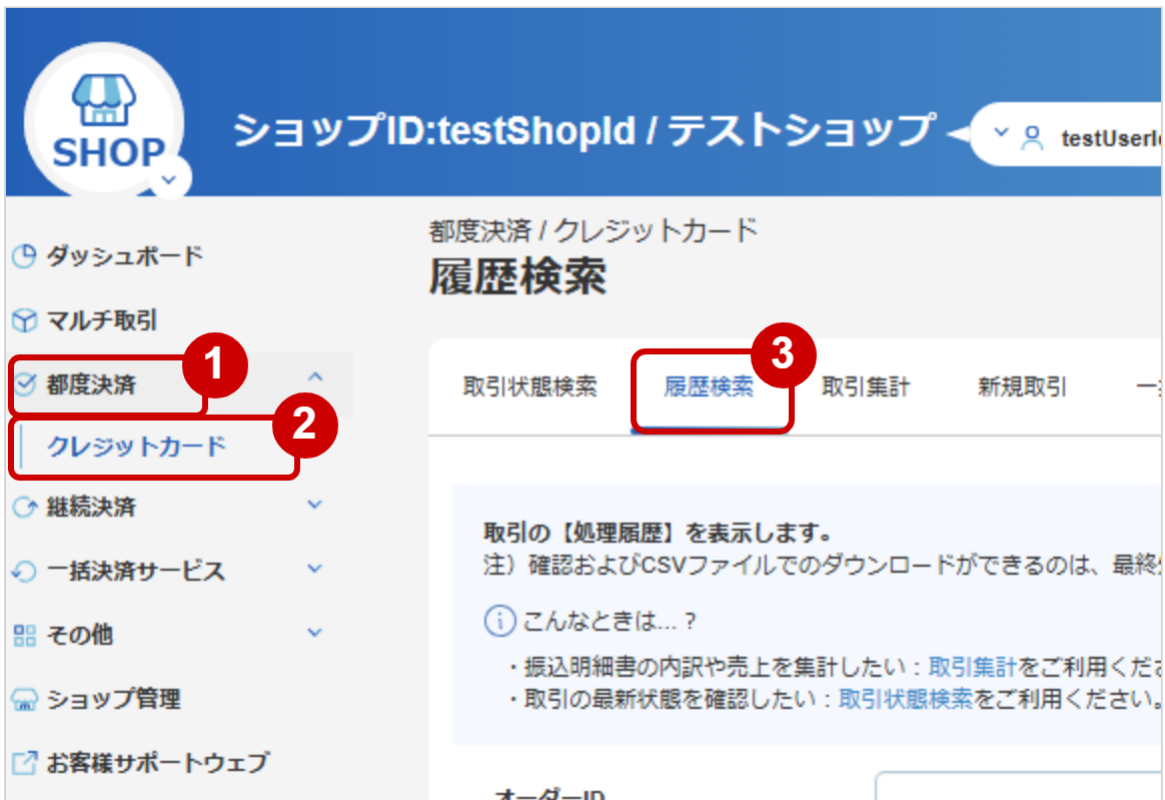 SHOP
ショップID:testShopId / テストショップ
testUserId
都度決済 / クレジットカード
履歴検索
ダッシュボード
マルチ取引
都度決済
1
クレジットカード
2
継続決済
一括決済サービス
その他
ショップ管理
お客様サポートウェブ
取引状態検索
履歴検索
3
取引集計
新規取引
取引の【処理履歴】を表示します。
注）確認およびCSVファイルでのダウンロードができるのは、最終
こんなときは...？
・振込明細書の内訳や売上を集計したい：取引集計をご利用くださ
・取引の最新状態を確認したい：取引状態検索をご利用ください。
オーダーID